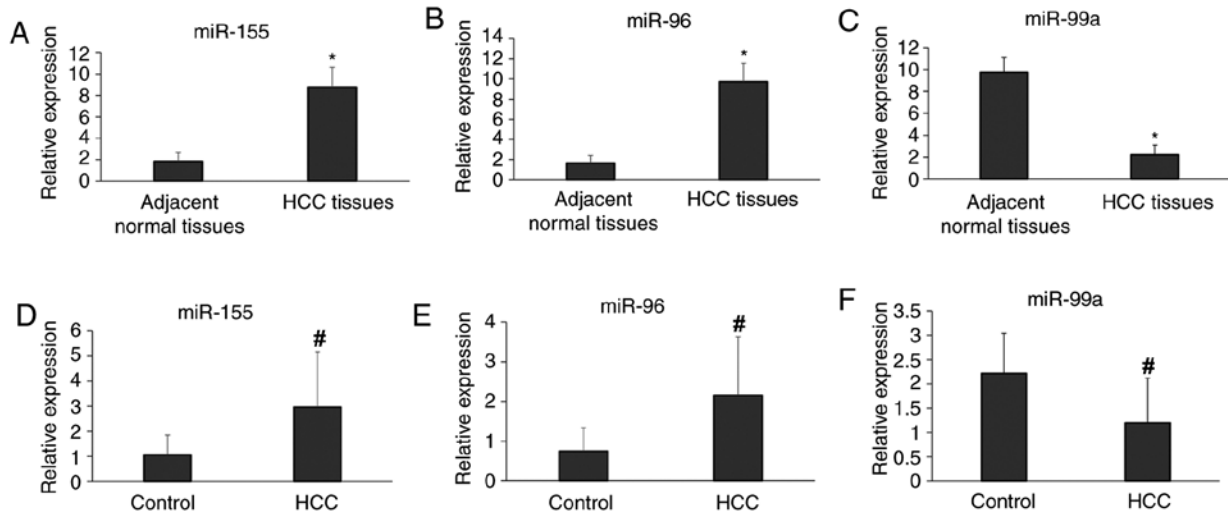 A
miR-155
Relative expression
12
10
8
6
4
2
0
*
Adjacent
normal tissues
HCC tissues
B
miR-96
Relative expression
14
12
10
8
6
4
2
0
*
Adjacent
normal tissues
HCC tissues
C
miR-99a
Relative expression
12
10
8
6
4
2
0
*
Adjacent
normal tissues
HCC tissues
D
miR-155
Relative expression
6
5
4
3
2
1
0
#
Control
HCC
E
miR-96
Relative expression
4
3
2
1
0
#
Control
HCC
F
miR-99a
Relative expression
3.5
3
2.5
2
1.5
1
0.5
0
#
Control
HCC